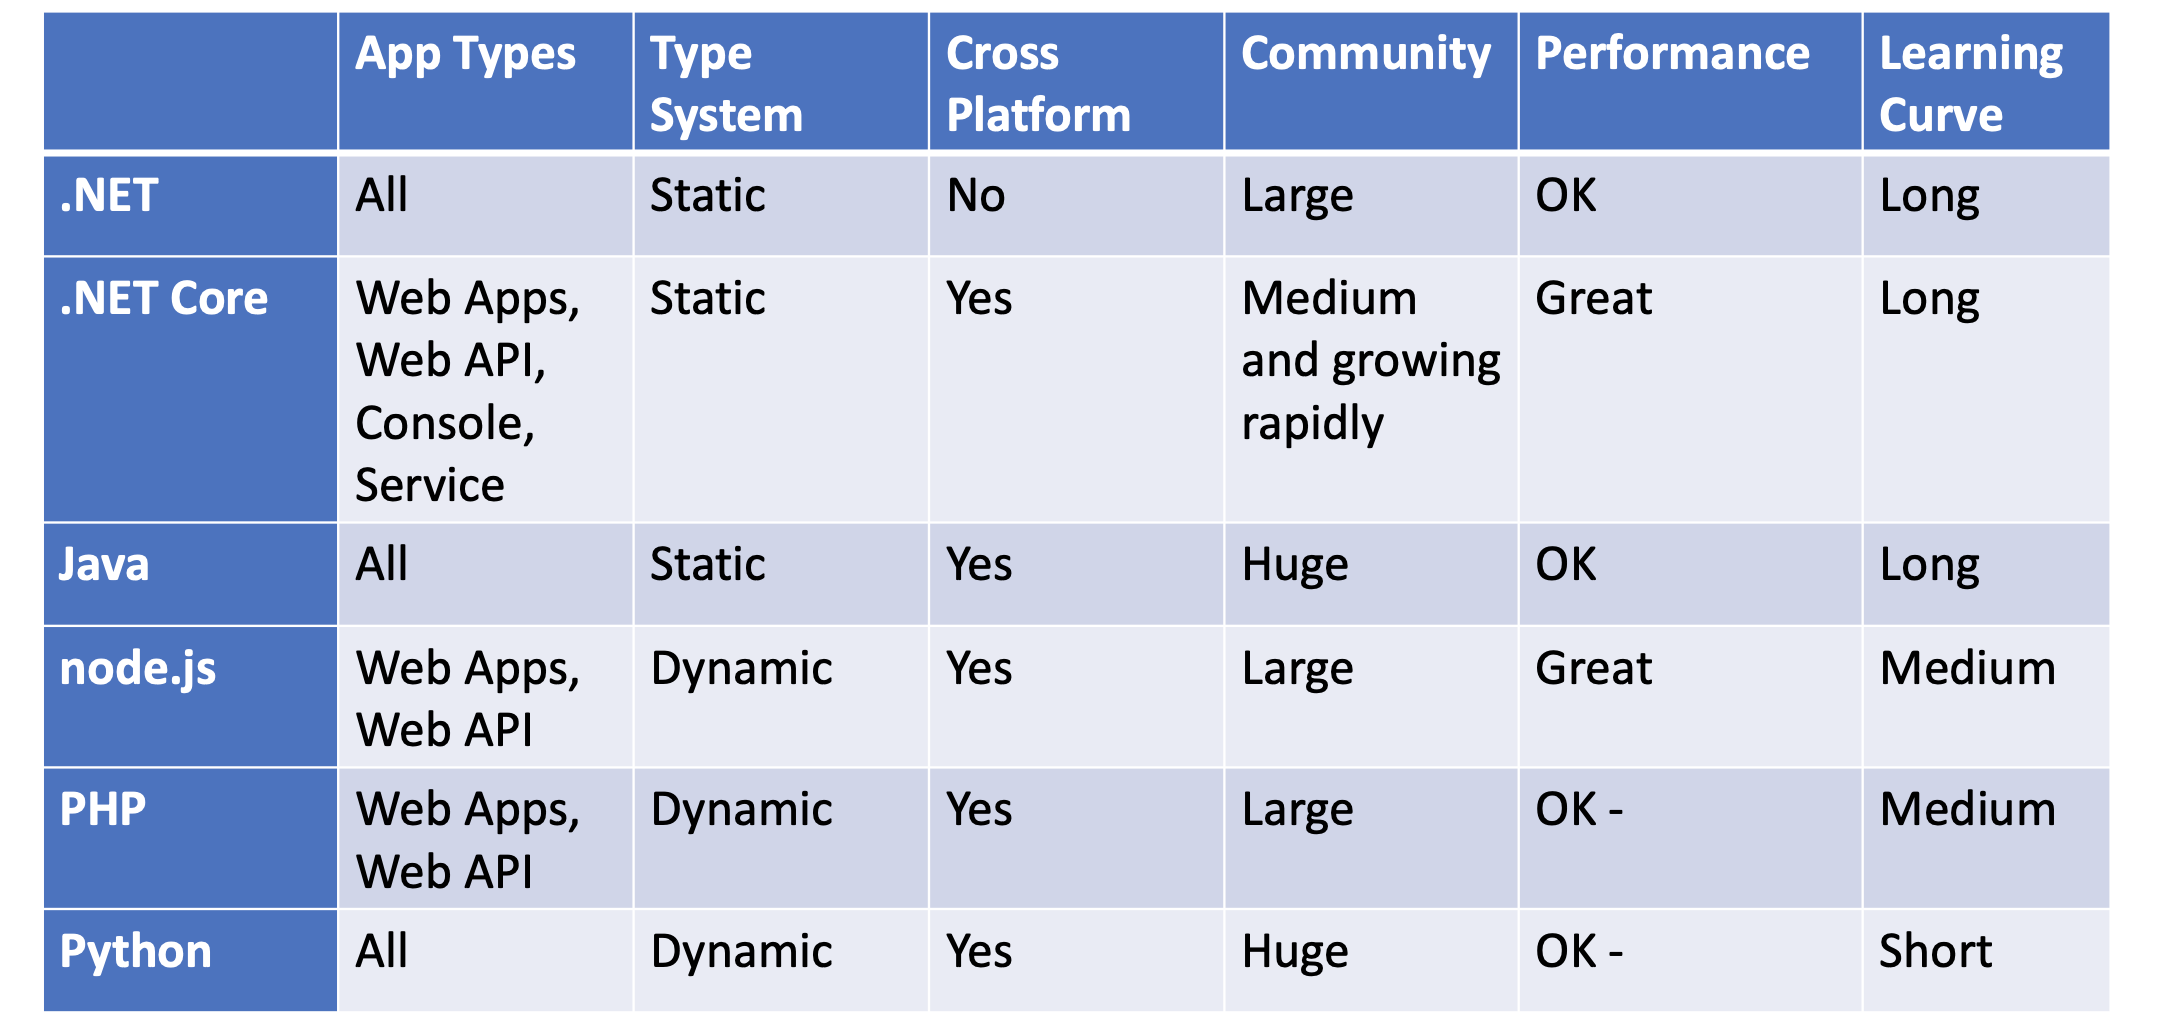 App Types Type System Cross Platform Community Performance Learning Curve
.NET All Static No Large OK Long
.NET Core Web Apps, Web API, Console, Service Static Yes Medium and growing rapidly Great Long
Java All Static Yes Huge OK Long
node.js Web Apps, Web API Dynamic Yes Large Great Medium
PHP Web Apps, Web API Dynamic Yes Large OK - Medium
Python All Dynamic Yes Huge OK - Short